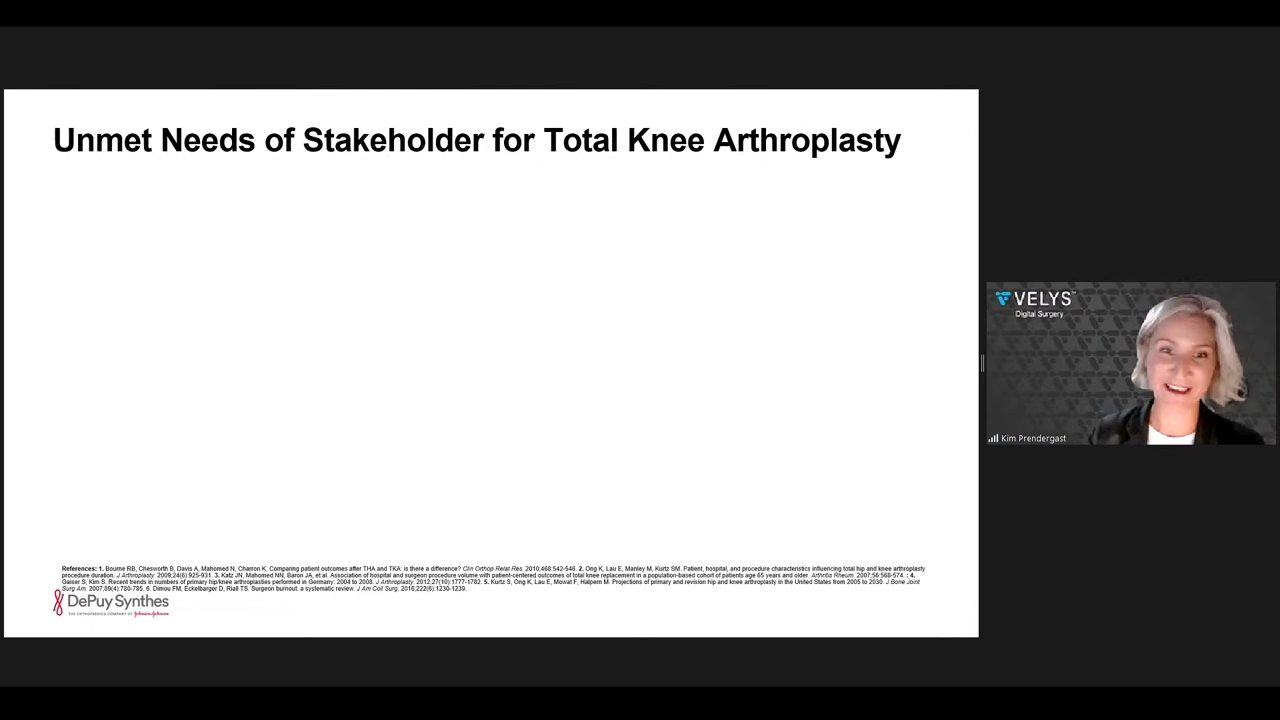 Unmet Needs of Stakeholder for Total Knee Arthroplasty
VELYS™
Digital Surgery
Kim Prendergast
References: 1. Bourne RB, Chesworth B, Davis A, Mahomed N, Charron K, Comparing patient outcomes after THA and TKA: is there a difference? Clin Orthop Relat Res. 2010;468:542-546. 2. Ong K, Lau E, Manley M, Kurtz SM. Patient, hospital, and procedure characteristics influencing total hip and knee arthroplasty
procedure duration. J Arthroplasty. 2009;24(6):925-931. 3. Katz JN, Mahomed NN, Baron JA, et al. Association of hospital and surgeon procedure volume with patient-centered outcomes of total knee replacement in a population-based cohort of patients age 65 years and older. Arthritis Rheum. 2007;56:568-574. : 4.
Gaiser S, Kim S. Recent trends in numbers of primary hip/knee arthroplasties performed in Germany: 2004 to 2008. J Arthroplasty. 2012;27(10):1777-1782. 5. Kurtz S, Ong K, Lau E, Mowat F, Halpern M. Projections of primary and revision hip and knee arthroplasty in the United States from 2005 to 2030. J Bone Joint
Surg Am. 2007;89(4):780-785. 6. Dimou FM, Eckelbarger D, Riall TS. Surgeon burnout: a systematic review. J Am Coll Surg. 2016;222(6):1230-1239.
DePuy Synthes
THE ORTHOPAEDICS COMPANY OF Johnson & Johnson